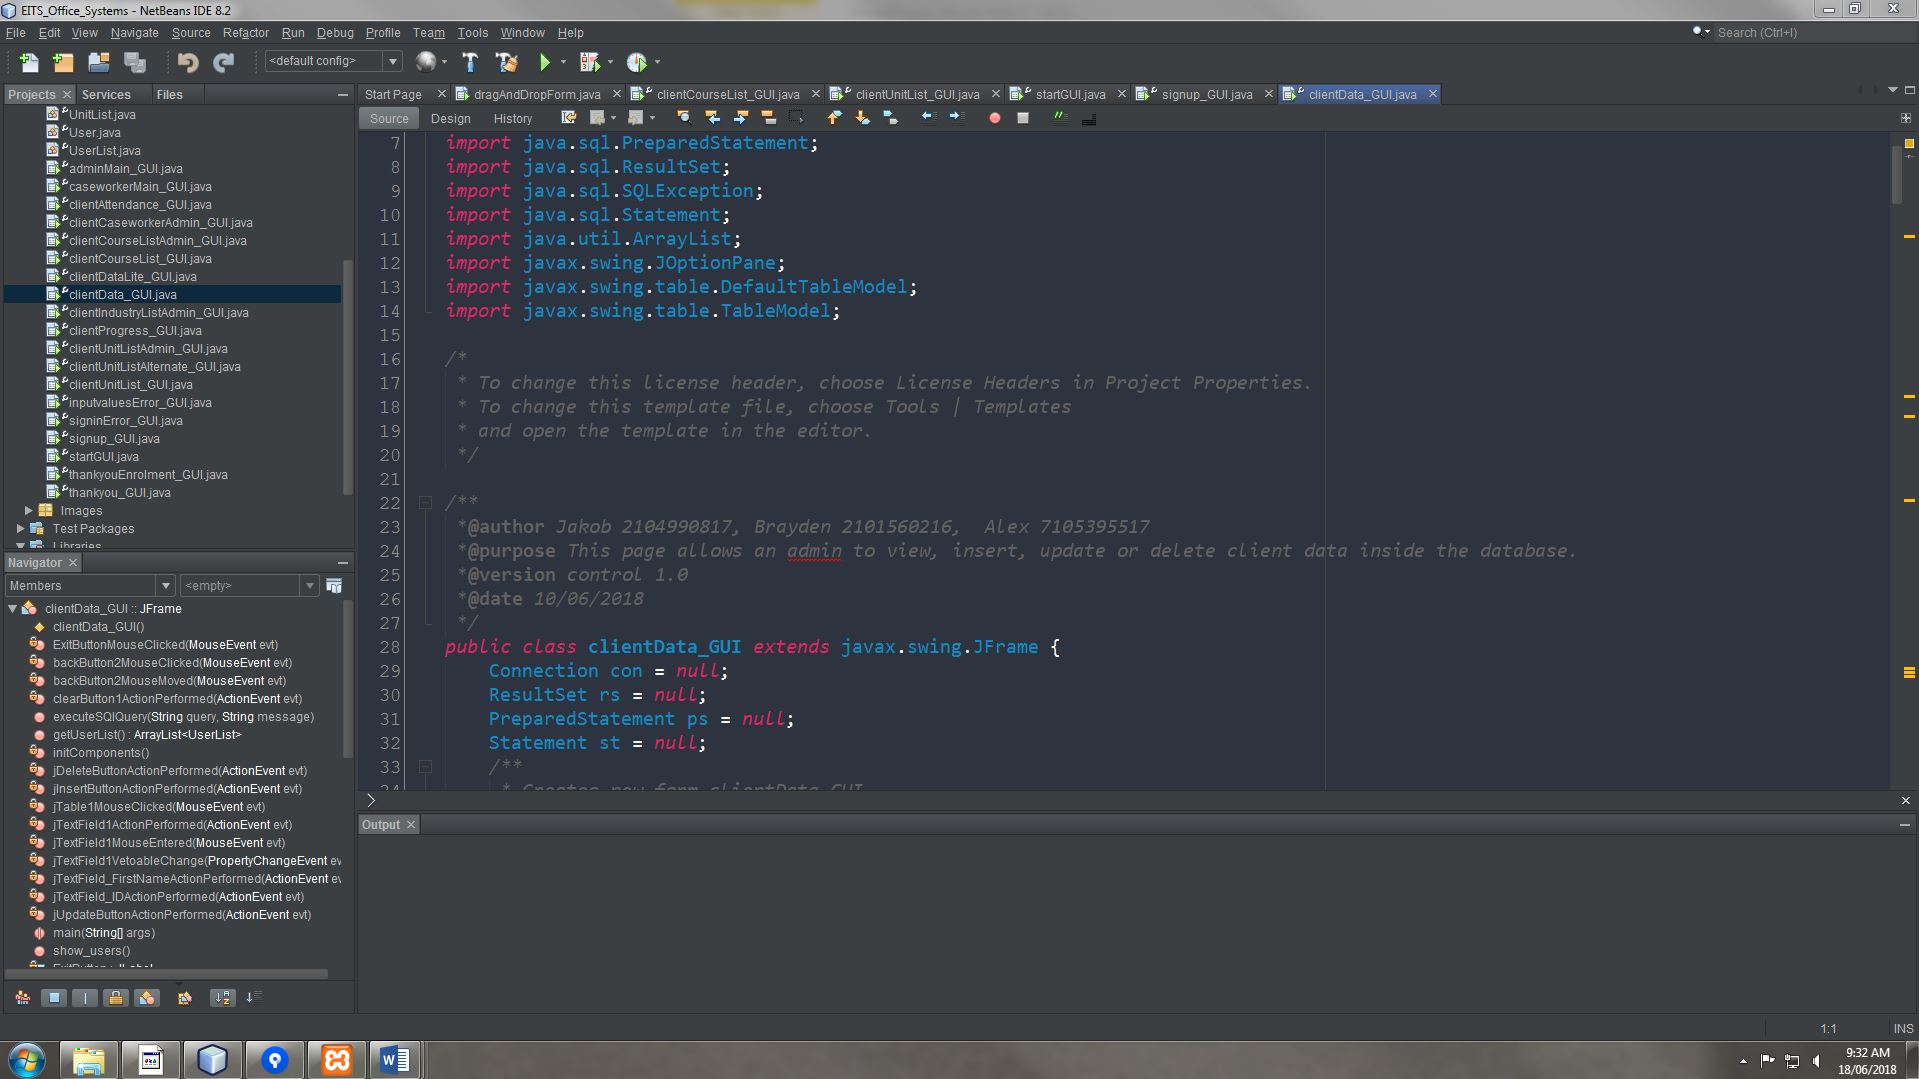 EITS_Office_Systems - NetBeans IDE 8.2
File Edit View Navigate Source Refactor Run Debug Profile Team Tools Window Help
Search (Ctrl+I)
<default config>
Projects Services Files
Start Page dragAndDropForm.java clientCourseList_GUI.java clientUnitList_GUI.java startGUI.java signup_GUI.java clientData_GUI.java
Source Design History
UnitList.java
User.java
UserList.java
adminMain_GUI.java
caseworkerMain_GUI.java
clientAttendance_GUI.java
clientCaseworkerAdmin_GUI.java
clientCourseListAdmin_GUI.java
clientCourseList_GUI.java
clientDataLite_GUI.java
clientData_GUI.java
clientIndustryListAdmin_GUI.java
clientProgress_GUI.java
clientUnitListAdmin_GUI.java
clientUnitListAlternate_GUI.java
clientUnitList_GUI.java
inputvaluesError_GUI.java
signinError_GUI.java
signup_GUI.java
startGUI.java
thankyouEnrolment_GUI.java
thankyou_GUI.java
Images
Test Packages
Libraries
Navigator
Members <empty>
clientData_GUI :: JFrame
clientData_GUI()
ExitButtonMouseClicked(MouseEvent evt)
backButton2MouseClicked(MouseEvent evt)
backButton2MouseMoved(MouseEvent evt)
clearButton1ActionPerformed(ActionEvent evt)
executeSQlQuery(String query, String message)
getUserList() : ArrayList<UserList>
initComponents()
jDeleteButtonActionPerformed(ActionEvent evt)
jInsertButtonActionPerformed(ActionEvent evt)
jTable1MouseClicked(MouseEvent evt)
jTextField1ActionPerformed(ActionEvent evt)
jTextField1MouseEntered(MouseEvent evt)
jTextField1VetoableChange(PropertyChangeEvent ev
jTextField_FirstNameActionPerformed(ActionEvent ev
jTextField_IDActionPerformed(ActionEvent evt)
jUpdateButtonActionPerformed(ActionEvent evt)
main(String[] args)
show_users()
ExitButton : JLabel
7 import java.sql.PreparedStatement;
8 import java.sql.ResultSet;
9 import java.sql.SQLException;
10 import java.sql.Statement;
11 import java.util.ArrayList;
12 import javax.swing.JOptionPane;
13 import javax.swing.table.DefaultTableModel;
14 import javax.swing.table.TableModel;
15
16 /*
17 * To change this license header, choose License Headers in Project Properties.
18 * To change this template file, choose Tools | Templates
19 * and open the template in the editor.
20 */
21
22 /**
23 *@author Jakob 2104990817, Brayden 2101560216,  Alex 7105395517
24 *@purpose This page allows an admin to view, insert, update or delete client data inside the database.
25 *@version control 1.0
26 *@date 10/06/2018
27 */
28 public class clientData_GUI extends javax.swing.JFrame {
29 Connection con = null;
30 ResultSet rs = null;
31 PreparedStatement ps = null;
32 Statement st = null;
33 /**
34 * Creates new form clientData_GUI
Output
1:1 INS
9:32 AM
18/06/2018